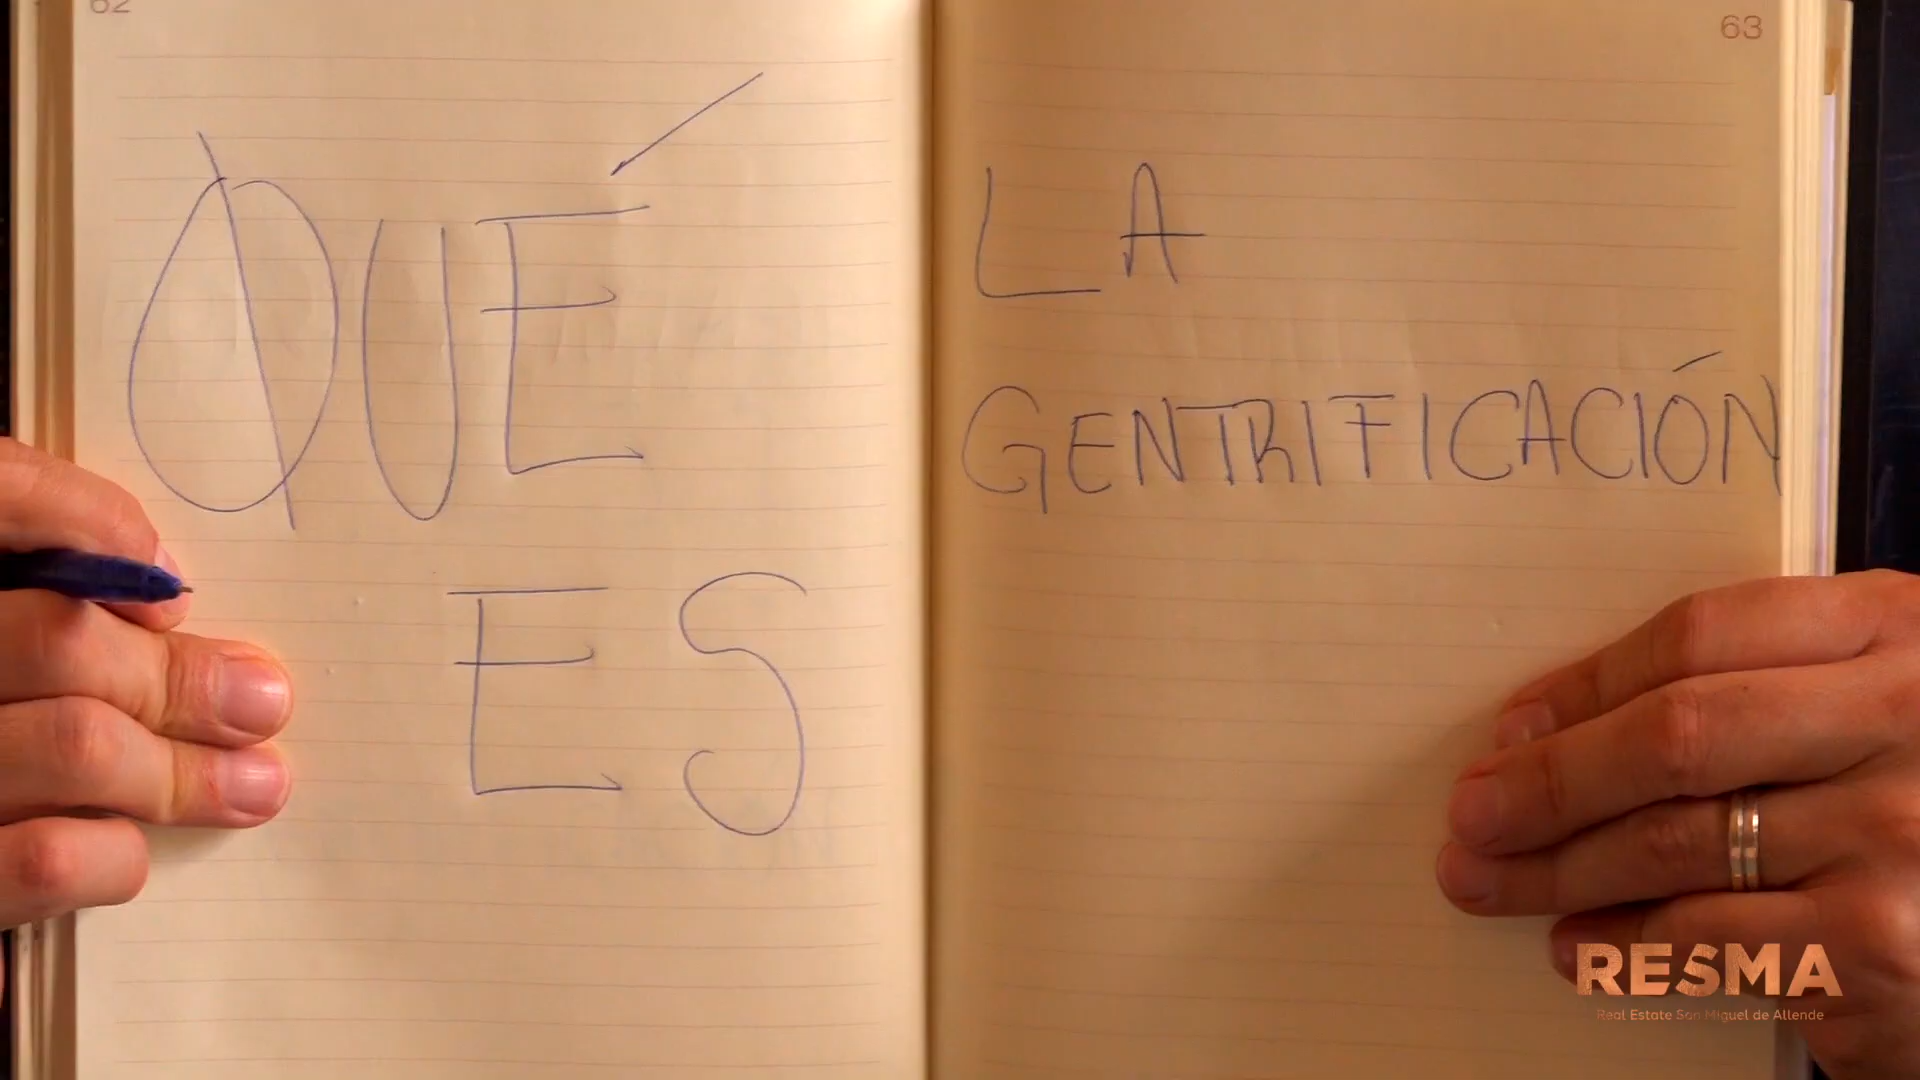 62
QUÉ
ES
63
LA
GENTRIFICACIÓN
RESMA
Real Estate San Miguel de Allende